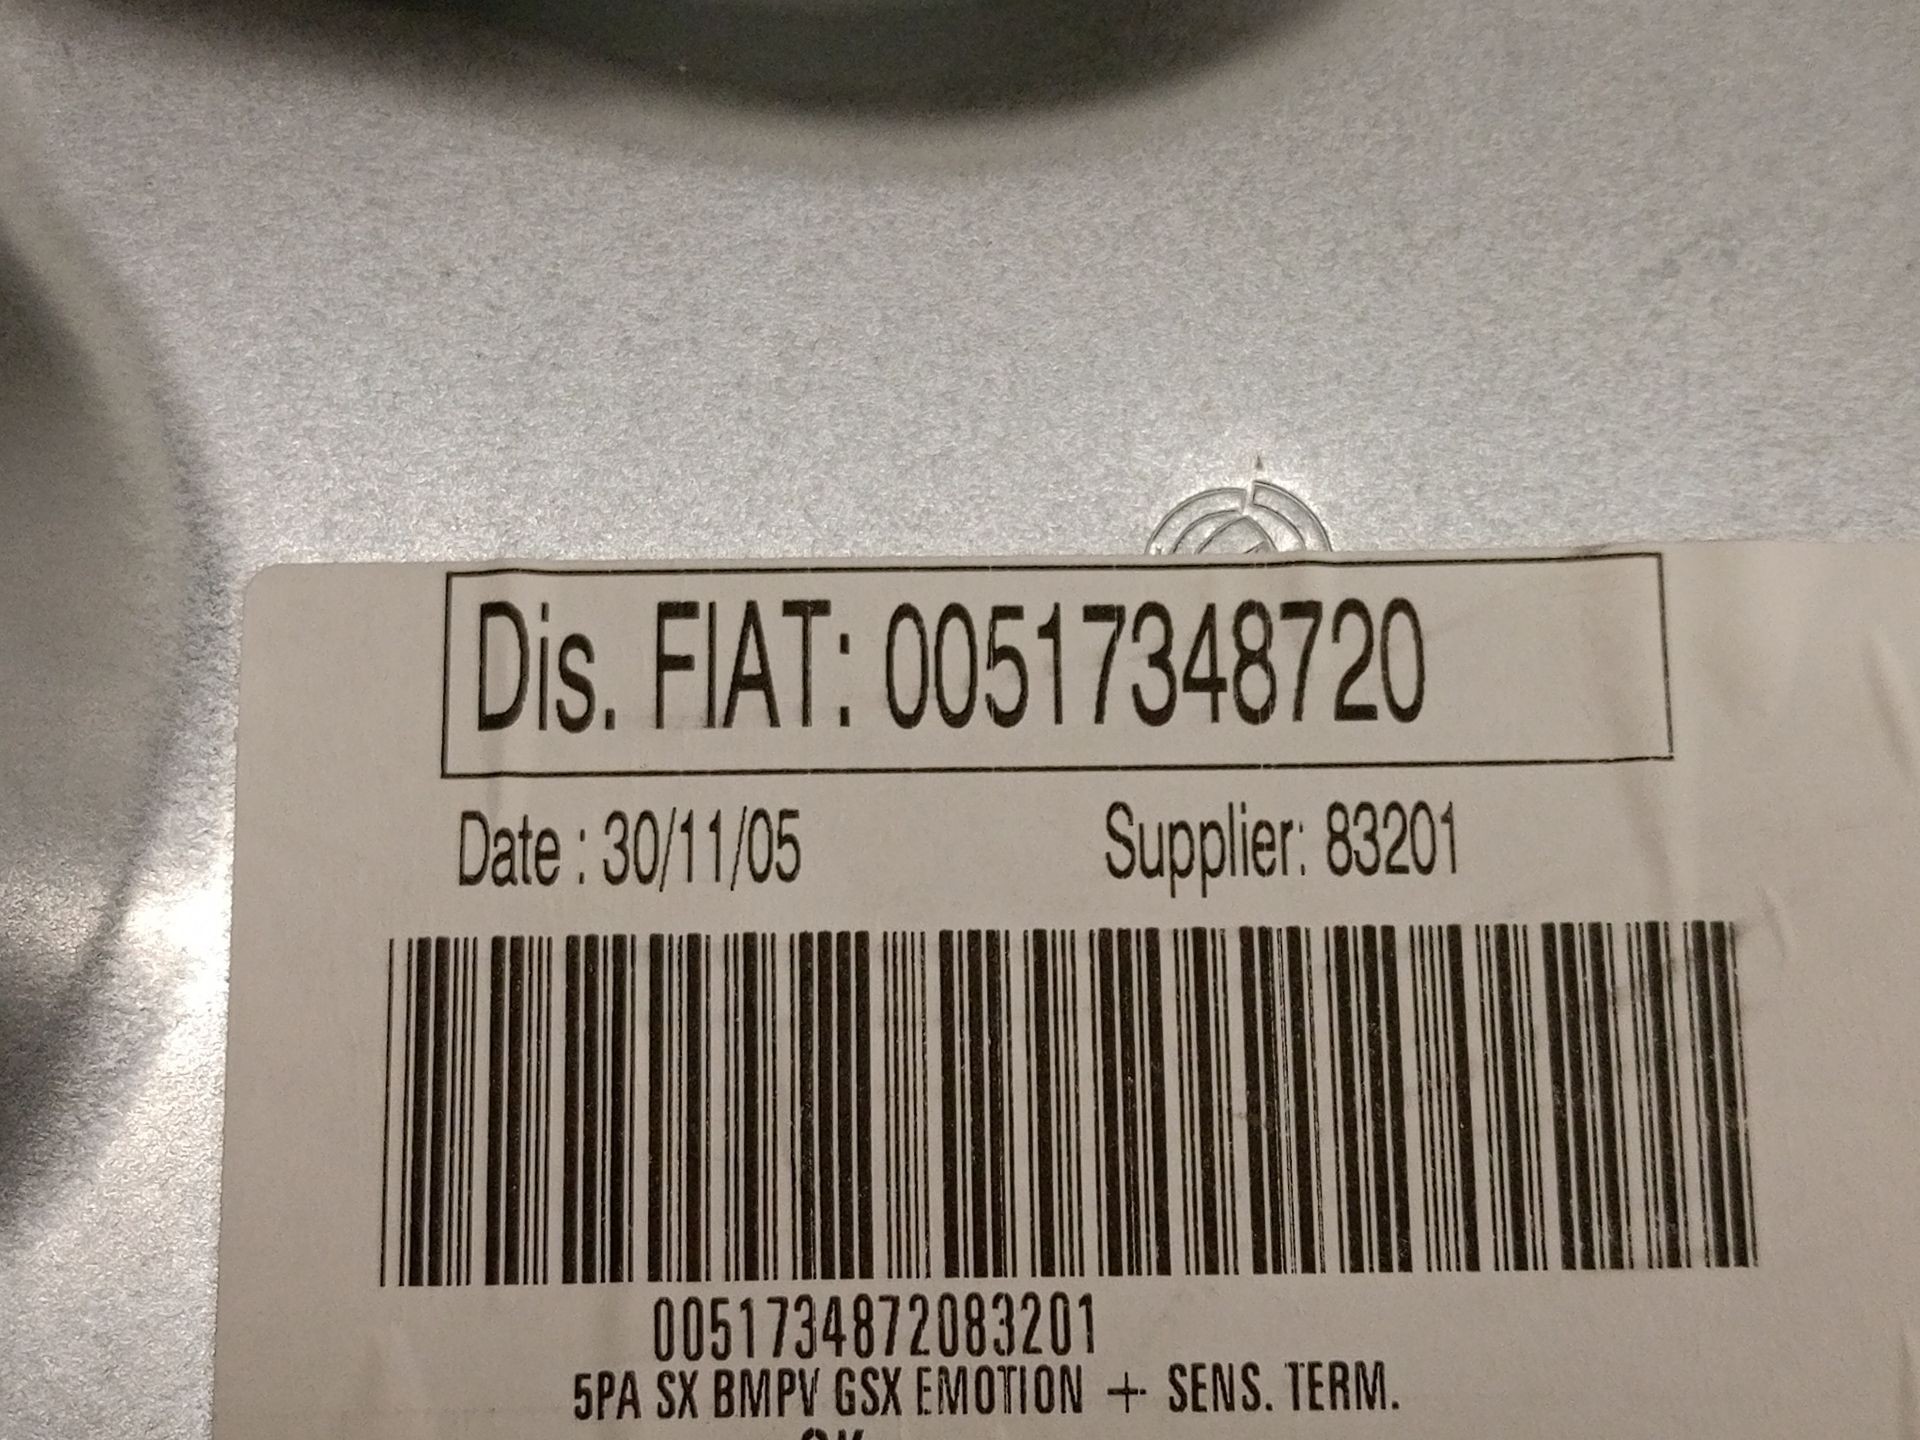 Dis. FIAT: 00517348720
Date : 30/11/05 Supplier: 83201
0051734872083201
5PA SX BMPV GSX EMOTION + SENS. TERM.